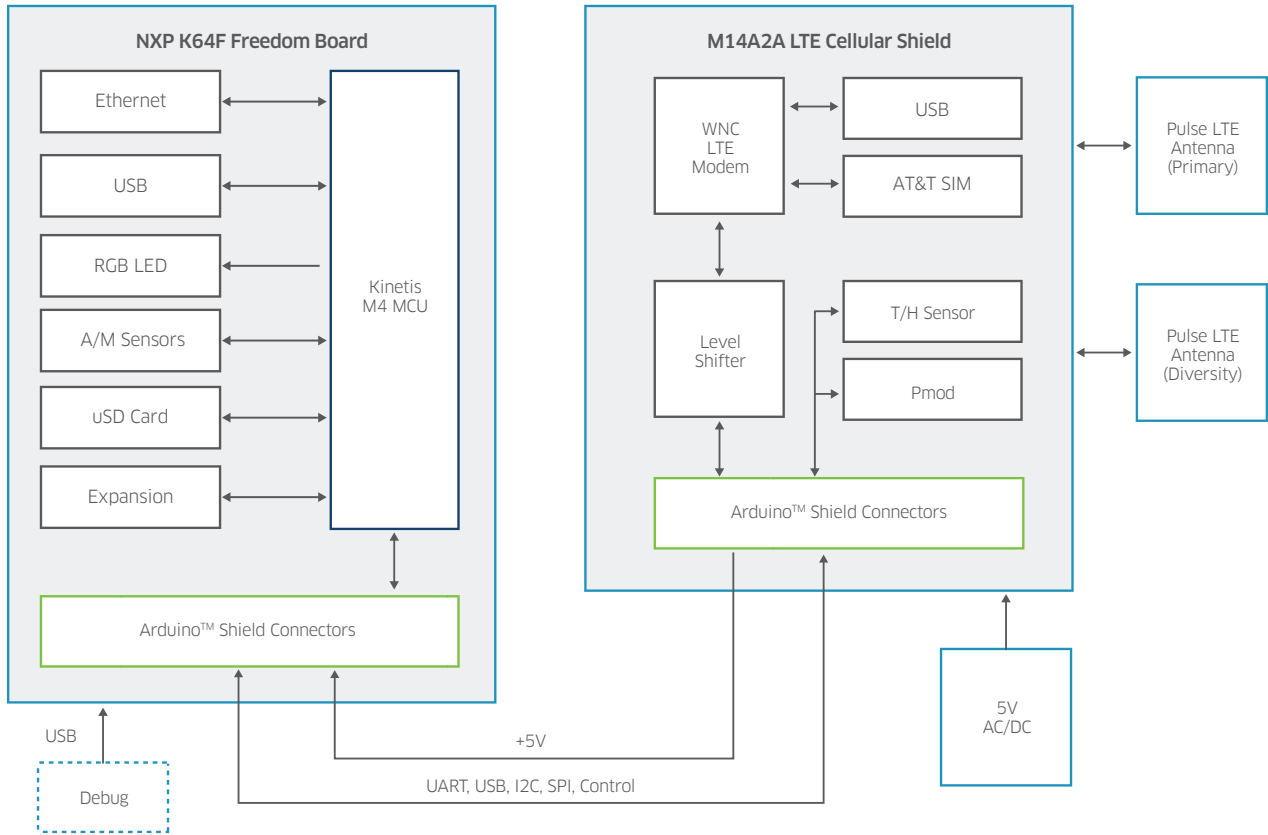 NXP K64F Freedom Board
Ethernet
USB
RGB LED
A/M Sensors
uSD Card
Expansion
Kinetis
M4 MCU
Arduino™ Shield Connectors
USB
Debug
M14A2A LTE Cellular Shield
WNC
LTE
Modem
USB
AT&T SIM
Level
Shifter
T/H Sensor
Pmod
Arduino™ Shield Connectors
Pulse LTE
Antenna
(Primary)
Pulse LTE
Antenna
(Diversity)
5V
AC/DC
+5V
UART, USB, I2C, SPI, Control